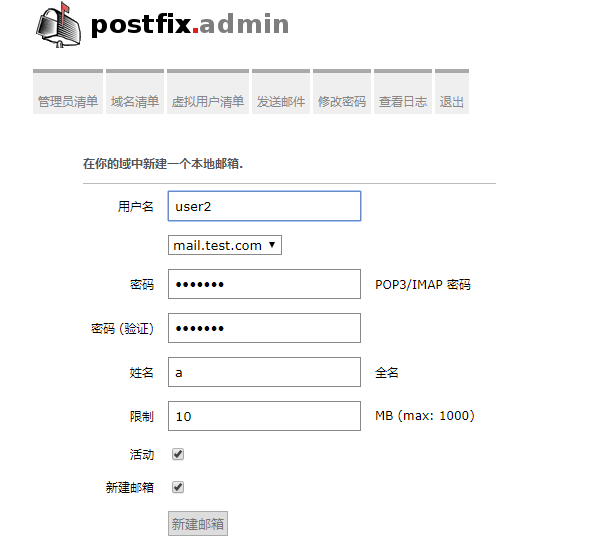 postfix.admin
管理员清单 域名清单 虚拟用户清单 发送邮件 修改密码 查看日志 退出
在你的域中新建一个本地邮箱.
用户名 user2
mail.test.com ▼
密码 ••••••• POP3/IMAP 密码
密码 (验证) •••••••
姓名 a 全名
限制 10 MB (max: 1000)
活动
新建邮箱
新建邮箱